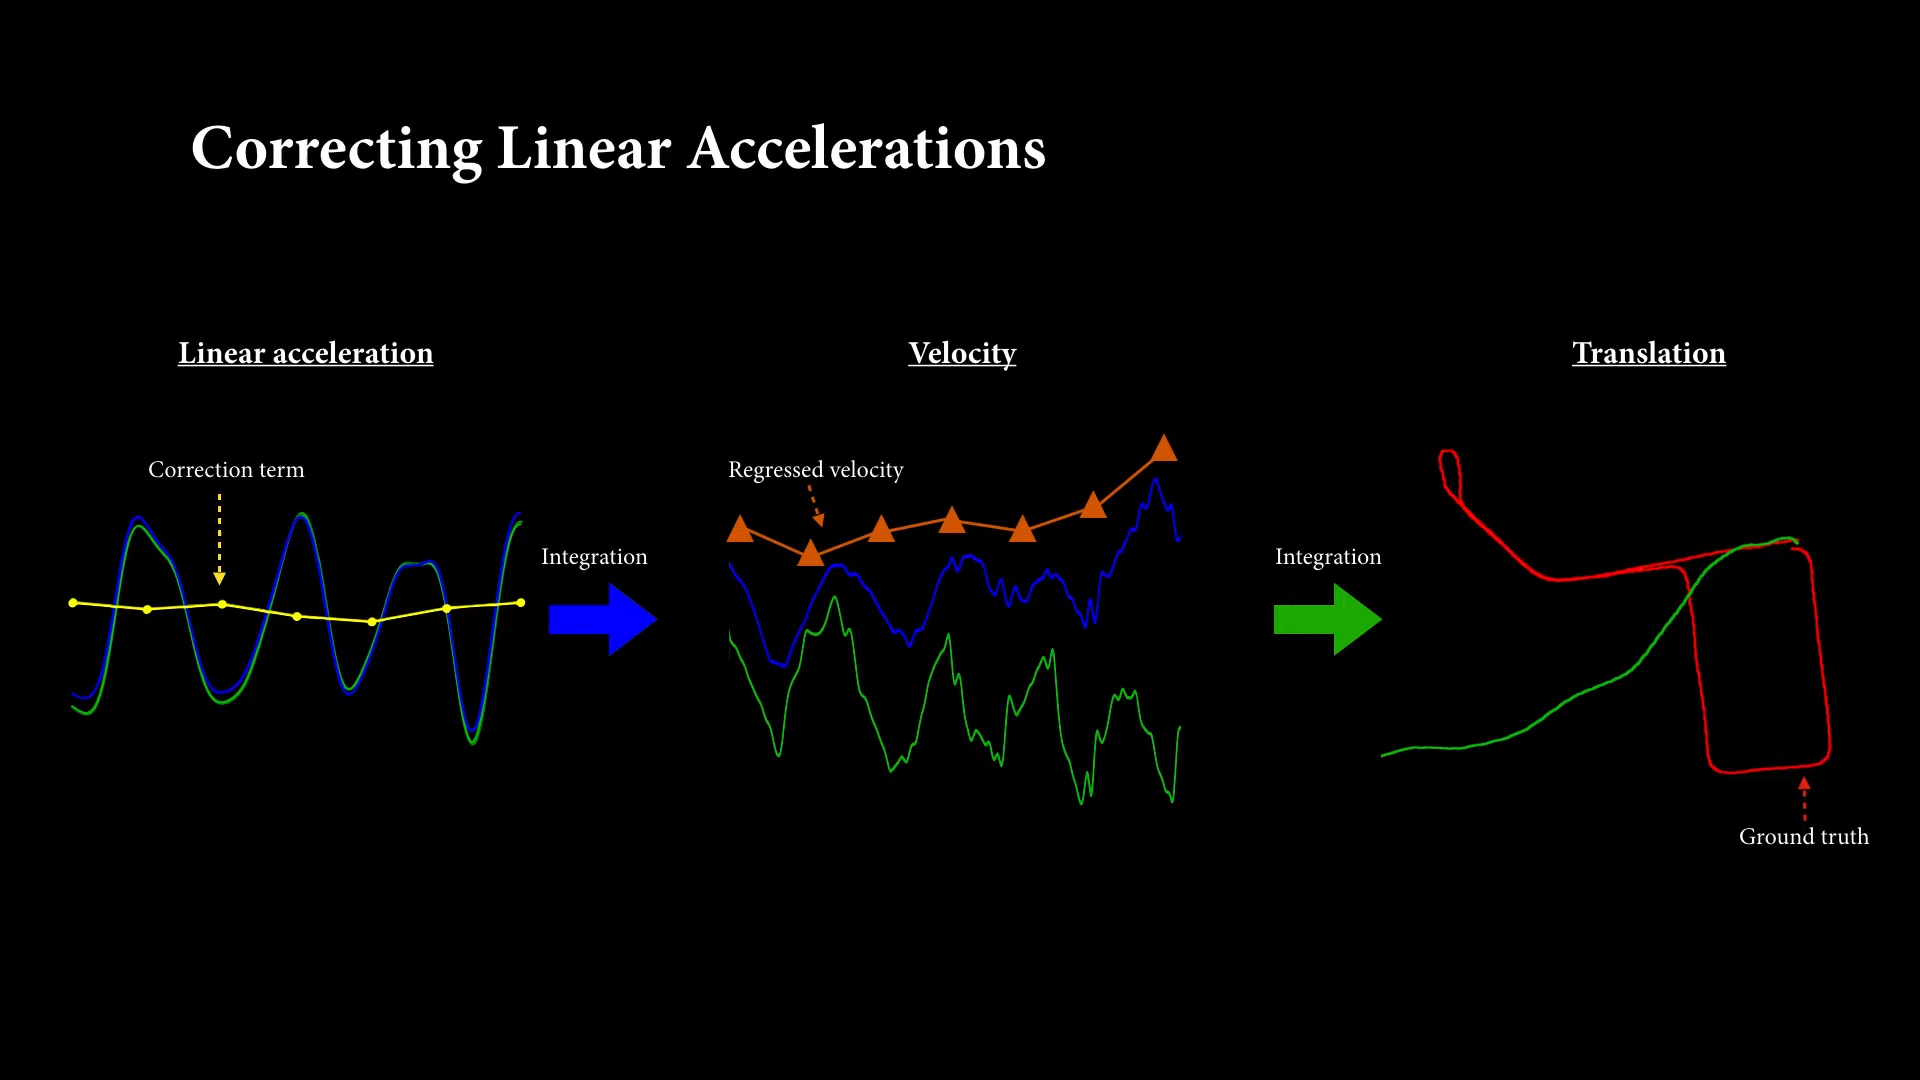 Correcting Linear Accelerations
Linear acceleration
Velocity
Translation
Correction term
Regressed velocity
Integration
Integration
Ground truth